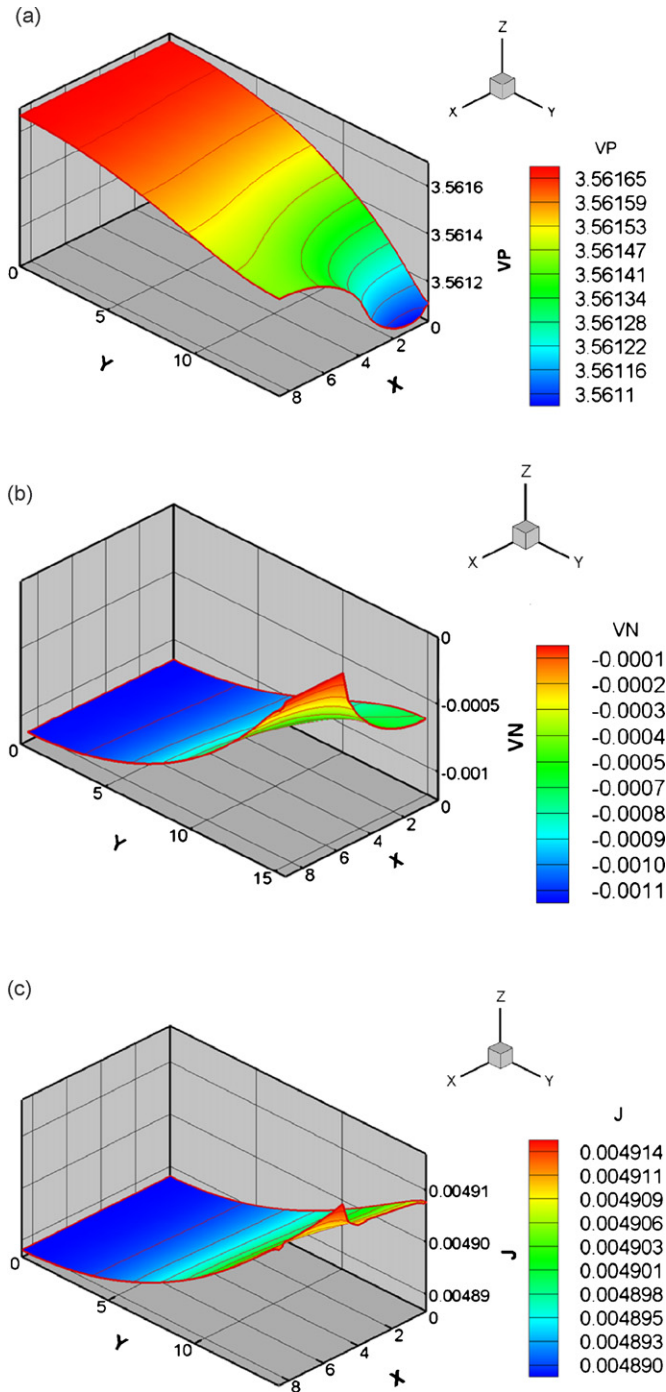 (a)
Z
X
Y
VP
3.56165
3.56159
3.56153
3.56147
3.56141
3.56134
3.56128
3.56122
3.56116
3.5611
3.5616
3.5614
3.5612
VP
0
5
10
Y
8
6
4
2
0
X
(b)
Z
X
Y
VN
-0.0001
-0.0002
-0.0004
-0.0005
-0.0007
-0.0008
-0.0009
-0.0010
-0.0011
0
-0.0005
-0.001
VN
0
5
10
15
Y
8
6
4
2
0
X
(c)
Z
X
Y
J
0.004914
0.004911
0.004909
0.004906
0.004903
0.004901
0.004898
0.004895
0.004893
0.004890
0.00491
0.00490
0.00489
J
0
5
10
Y
8
6
4
2
0
X